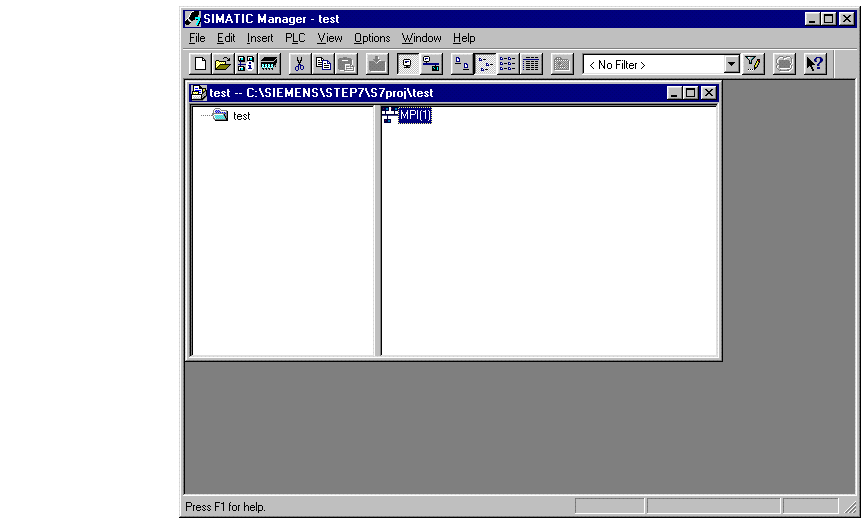 SIMATIC Manager - test
File Edit Insert PLC View Options Window Help
< No Filter >
test -- C:\SIEMENS\STEP7\S7proj\test
test
MPI(1)
Press F1 for help.